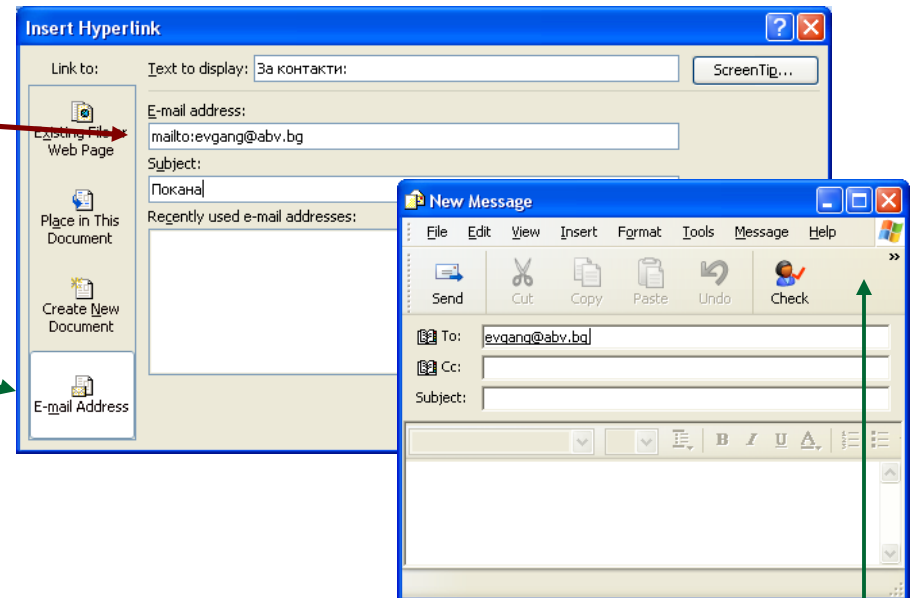 Insert Hyperlink
Link to:
Text to display: За контакти:
ScreenTip...
Existing File or
Web Page
E-mail address:
mailto:evgang@abv.bg
Subject:
Покана
Place in This
Document
Recently used e-mail addresses:
Create New
Document
E-mail Address
New Message
File Edit View Insert Format Tools Message Help
Send Cut Copy Paste Undo Check
»
To: evgang@abv.bg
Cc:
Subject:
B I U A